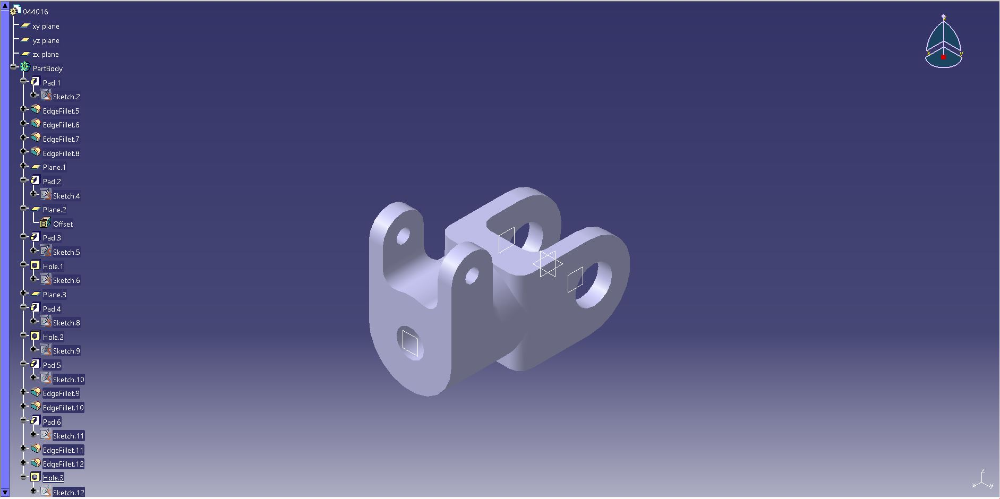 044016
xy plane
yz plane
zx plane
PartBody
Pad.1
Sketch.2
EdgeFillet.5
EdgeFillet.6
EdgeFillet.7
EdgeFillet.8
Plane.1
Pad.2
Sketch.4
Plane.2
Offset
Pad.3
Sketch.5
Hole.1
Sketch.6
Plane.3
Pad.4
Sketch.8
Hole.2
Sketch.9
Pad.5
Sketch.10
EdgeFillet.9
EdgeFillet.10
Pad.6
Sketch.11
EdgeFillet.11
EdgeFillet.12
Hole.3
Sketch.12
z
x y
z
x y